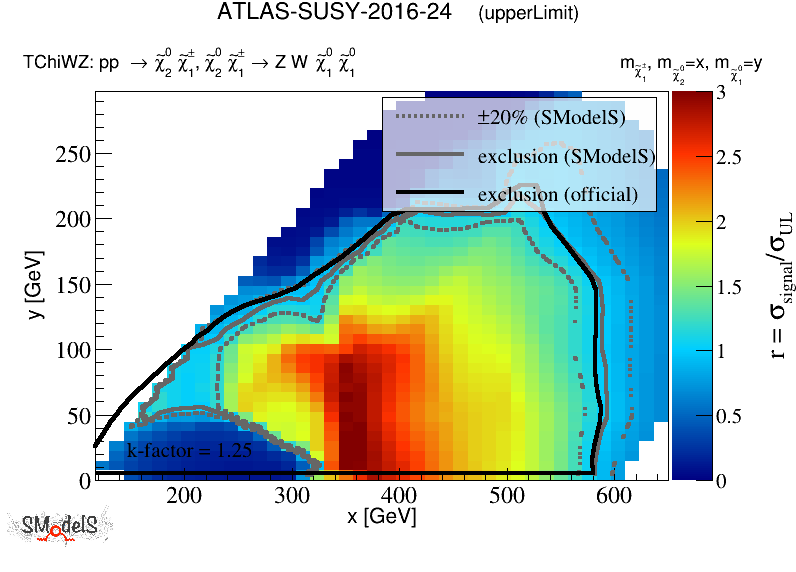 ATLAS-SUSY-2016-24 (upperLimit)
TChiWZ: pp → χ̃⁰₂ χ̃±₁, χ̃⁰₂ χ̃±₁ → Z W χ̃⁰₁ χ̃⁰₁
m_χ̃±₁, m_χ̃⁰₂=x, m_χ̃⁰₁=y
±20% (SModelS)
exclusion (SModelS)
exclusion (official)
250
200
150
100
50
0
y [GeV]
k-factor = 1.25
200
300
400
500
600
x [GeV]
3
2.5
2
1.5
1
0.5
0
r = σ_signal/σ_UL
SModelS